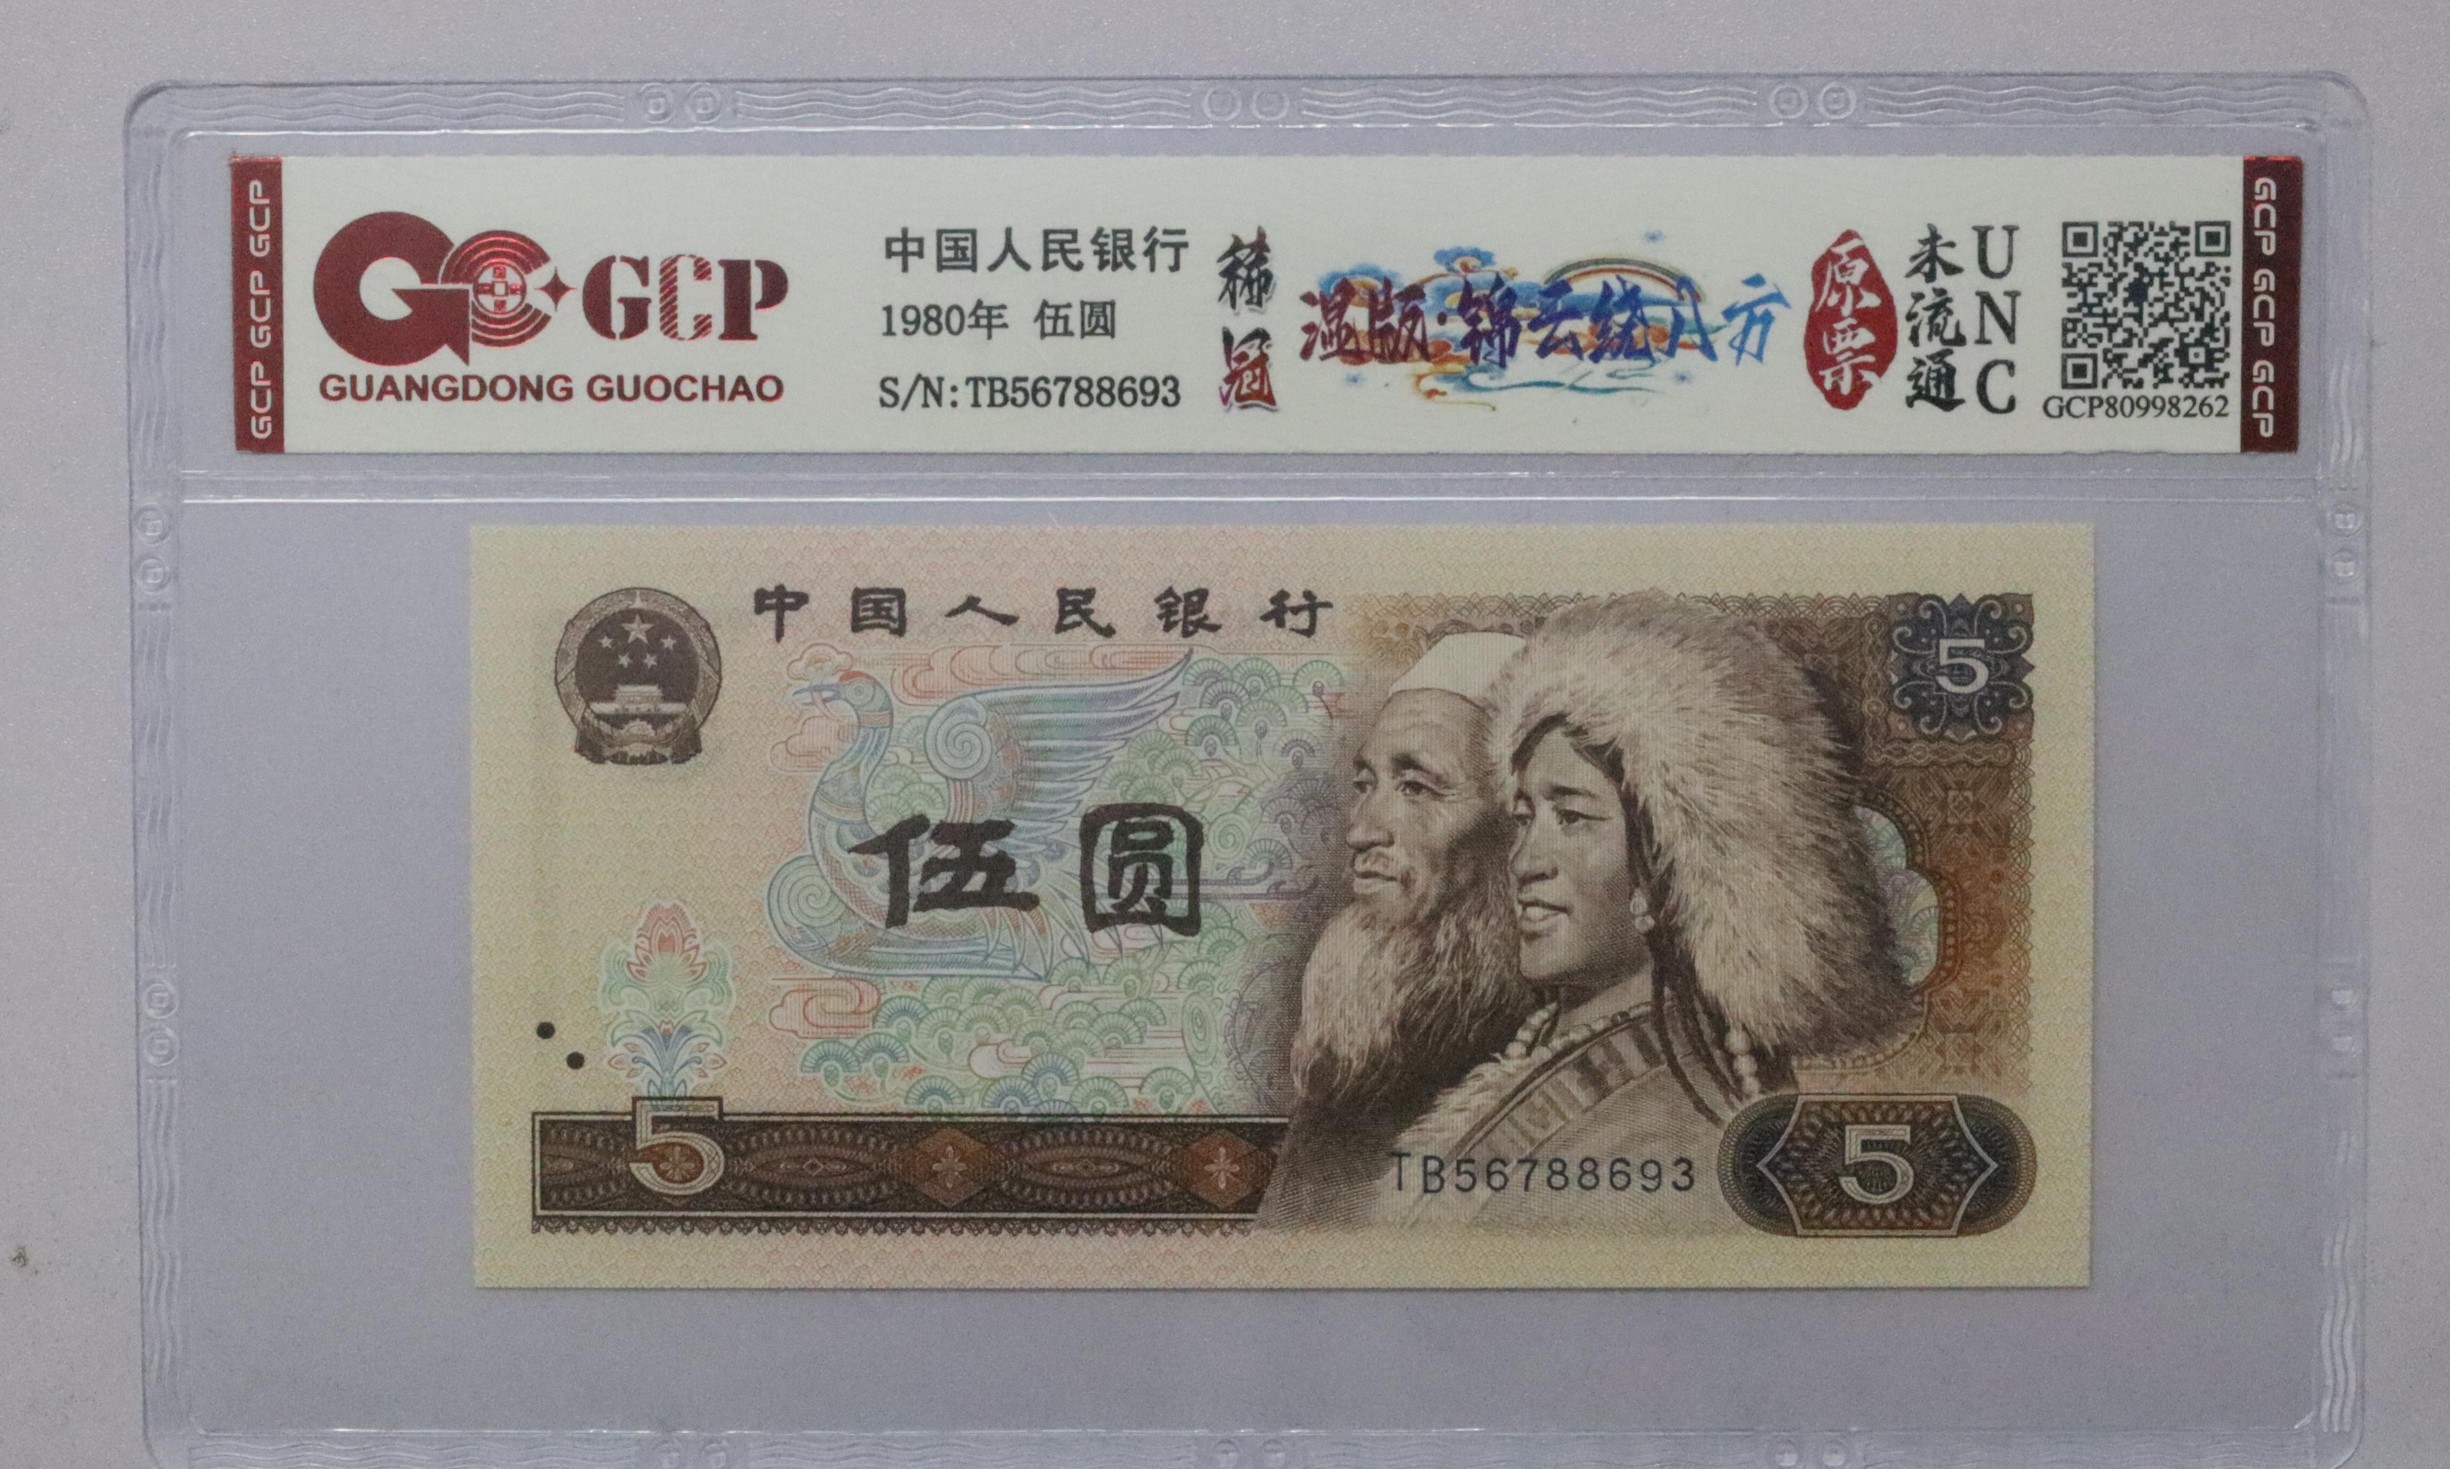 GCP GCP GCP
GCP
GUANGDONG GUOCHAO
中国人民银行
1980年 伍圆
S/N:TB56788693
稀冠
温版·锦云绕八方
原票
未流通
UNC
GCP80998262
GCP GCP GCP
中国人民银行
5
伍圆
5
TB56788693
5